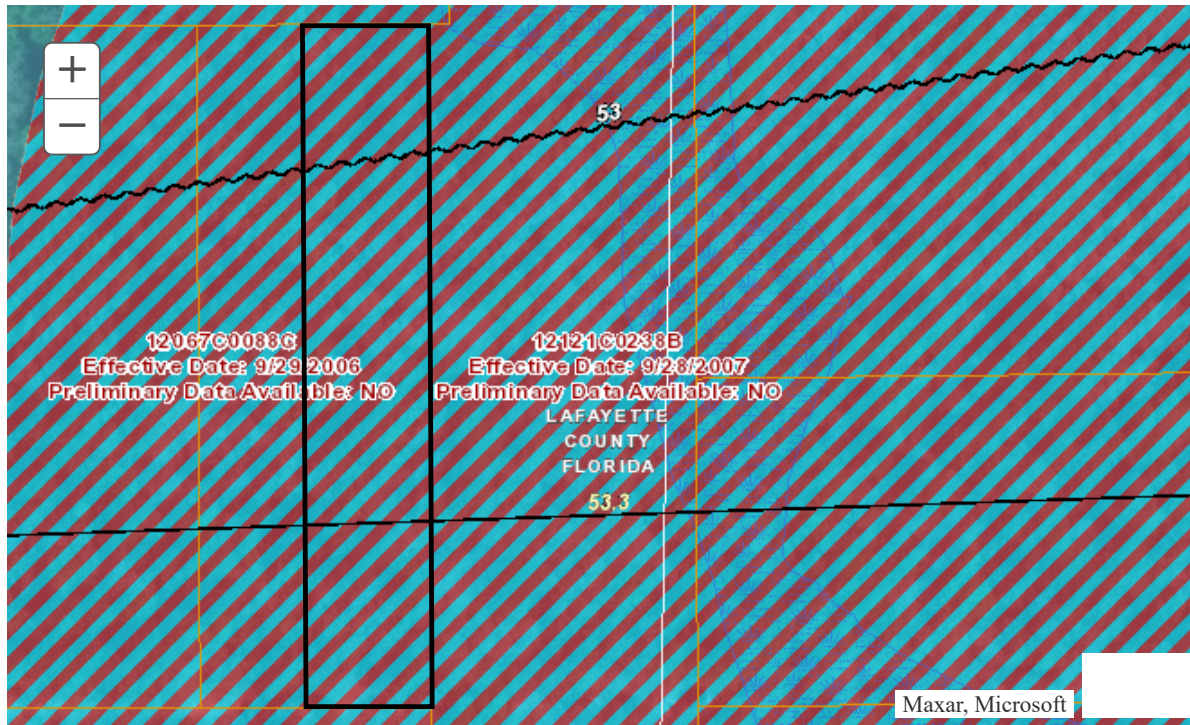 +
−
53
12067C0088C
Effective Date: 9/29/2006
Preliminary Data Available: NO
12121C0238B
Effective Date: 9/28/2007
Preliminary Data Available: NO
LAFAYETTE
COUNTY
FLORIDA
53.3
Maxar, Microsoft